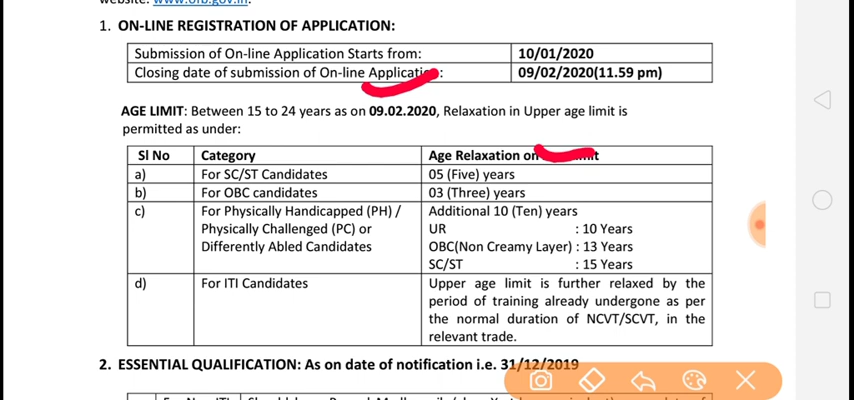 website: www.ofb.gov.in.
1. ON-LINE REGISTRATION OF APPLICATION:
Submission of On-line Application Starts from: 10/01/2020
Closing date of submission of On-line Application: 09/02/2020(11.59 pm)
AGE LIMIT: Between 15 to 24 years as on 09.02.2020, Relaxation in Upper age limit is
permitted as under:
Sl No Category Age Relaxation on
a) For SC/ST Candidates 05 (Five) years
b) For OBC candidates 03 (Three) years
c) For Physically Handicapped (PH) / Additional 10 (Ten) years
Physically Challenged (PC) or UR : 10 Years
Differently Abled Candidates OBC(Non Creamy Layer) : 13 Years
SC/ST : 15 Years
d) For ITI Candidates Upper age limit is further relaxed by the
period of training already undergone as per
the normal duration of NCVT/SCVT, in the
relevant trade.
2. ESSENTIAL QUALIFICATION: As on date of notification i.e. 31/12/2019